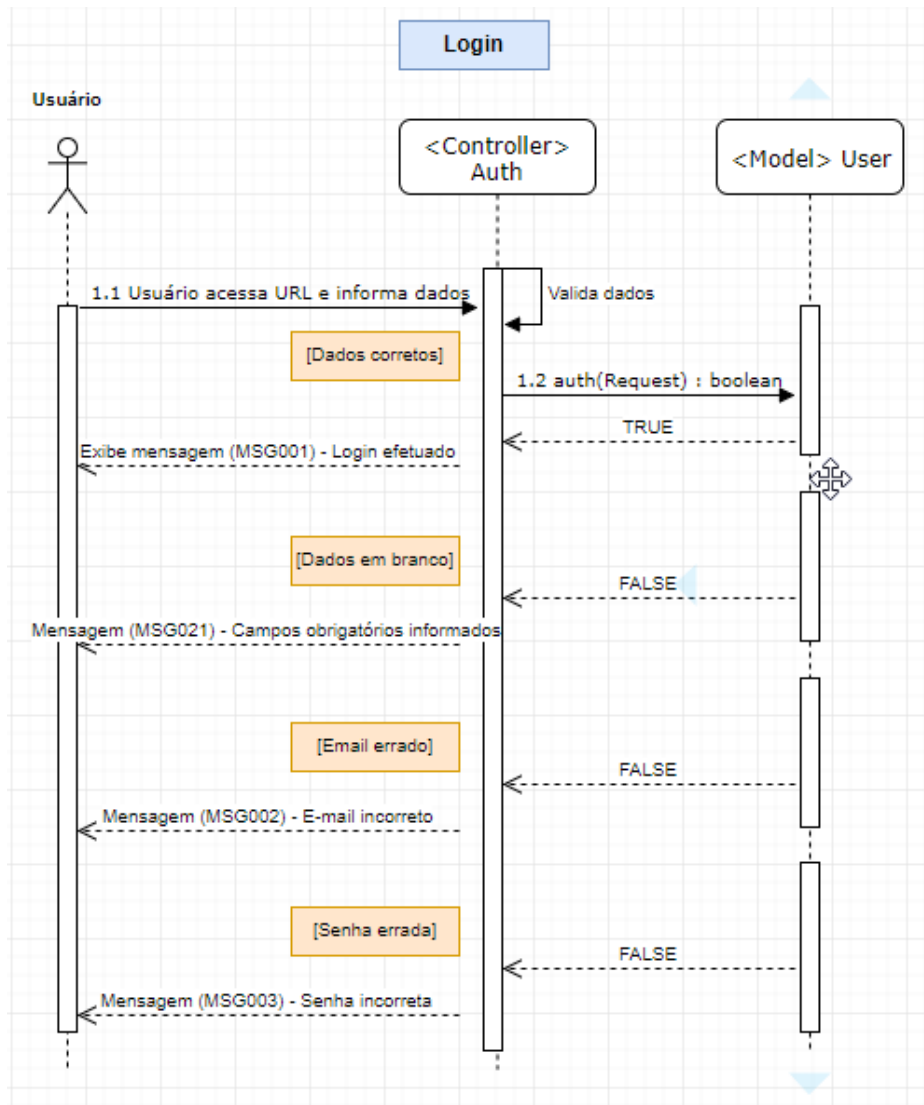 Login
Usuário
<Controller>
Auth
<Model> User
1.1 Usuário acessa URL e informa dados
Valida dados
[Dados corretos]
1.2 auth(Request) : boolean
TRUE
Exibe mensagem (MSG001) - Login efetuado
[Dados em branco]
FALSE
Mensagem (MSG021) - Campos obrigatórios informados
[Email errado]
FALSE
Mensagem (MSG002) - E-mail incorreto
[Senha errada]
FALSE
Mensagem (MSG003) - Senha incorreta